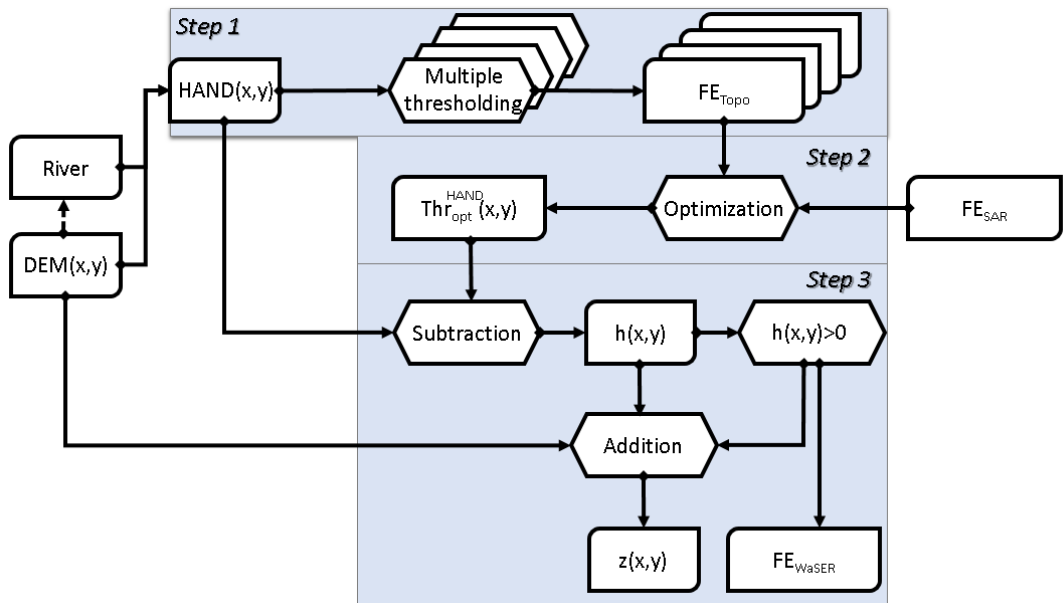 Step 1
HAND(x,y)
Multiple
thresholding
FE_Topo
River
Step 2
Thr_opt^HAND(x,y)
Optimization
FE_SAR
DEM(x,y)
Step 3
Subtraction
h(x,y)
h(x,y)>0
Addition
z(x,y)
FE_WaSER